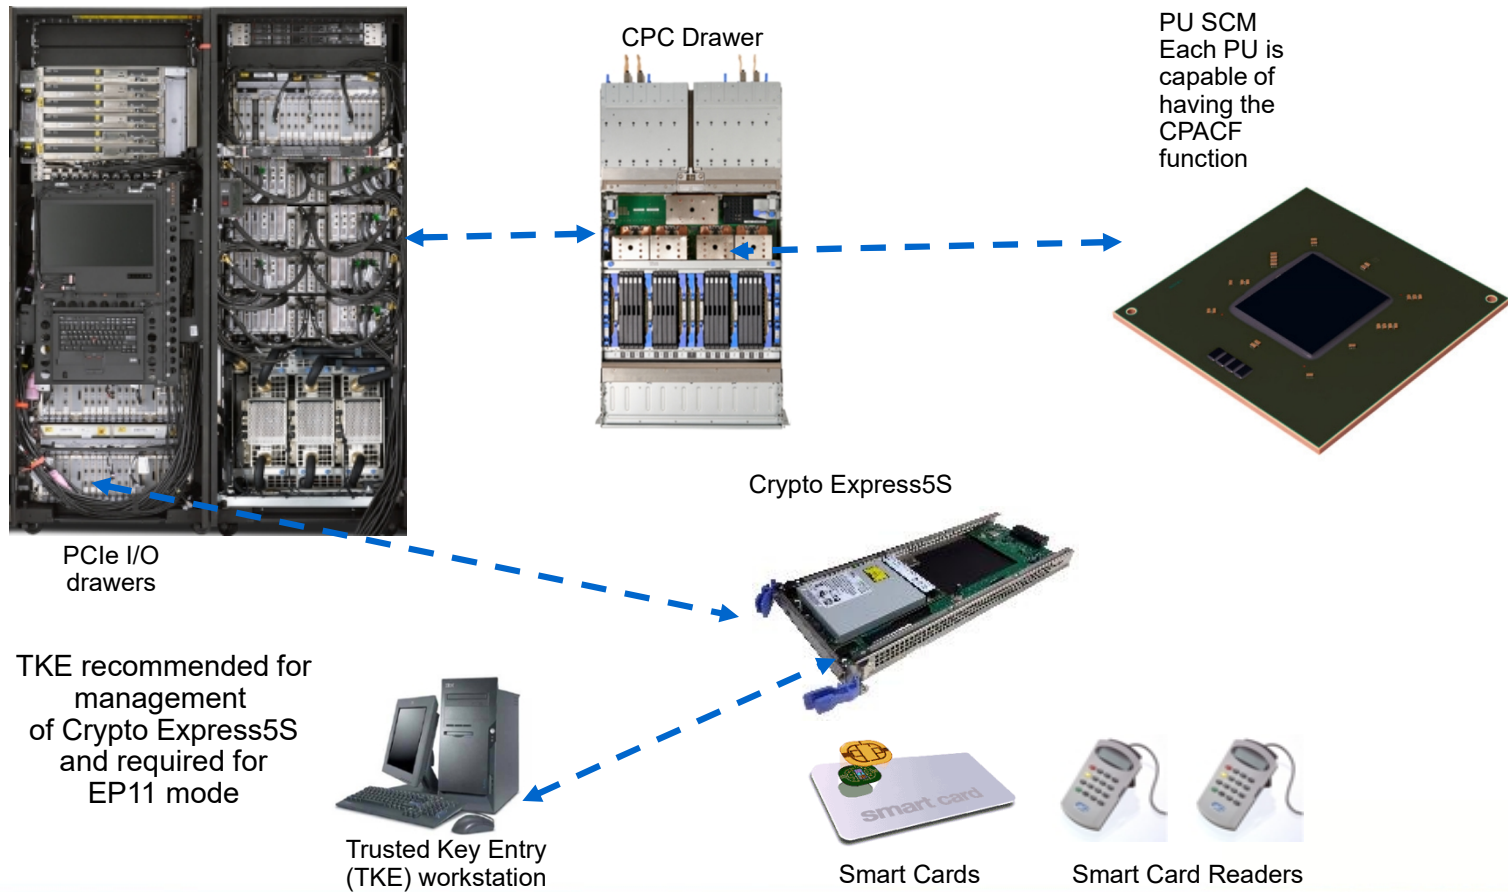 CPC Drawer
PU SCM
Each PU is
capable of
having the
CPACF
function
Crypto Express5S
PCIe I/O
drawers
TKE recommended for
management
of Crypto Express5S
and required for
EP11 mode
Trusted Key Entry
(TKE) workstation
smart card
Smart Cards
Smart Card Readers